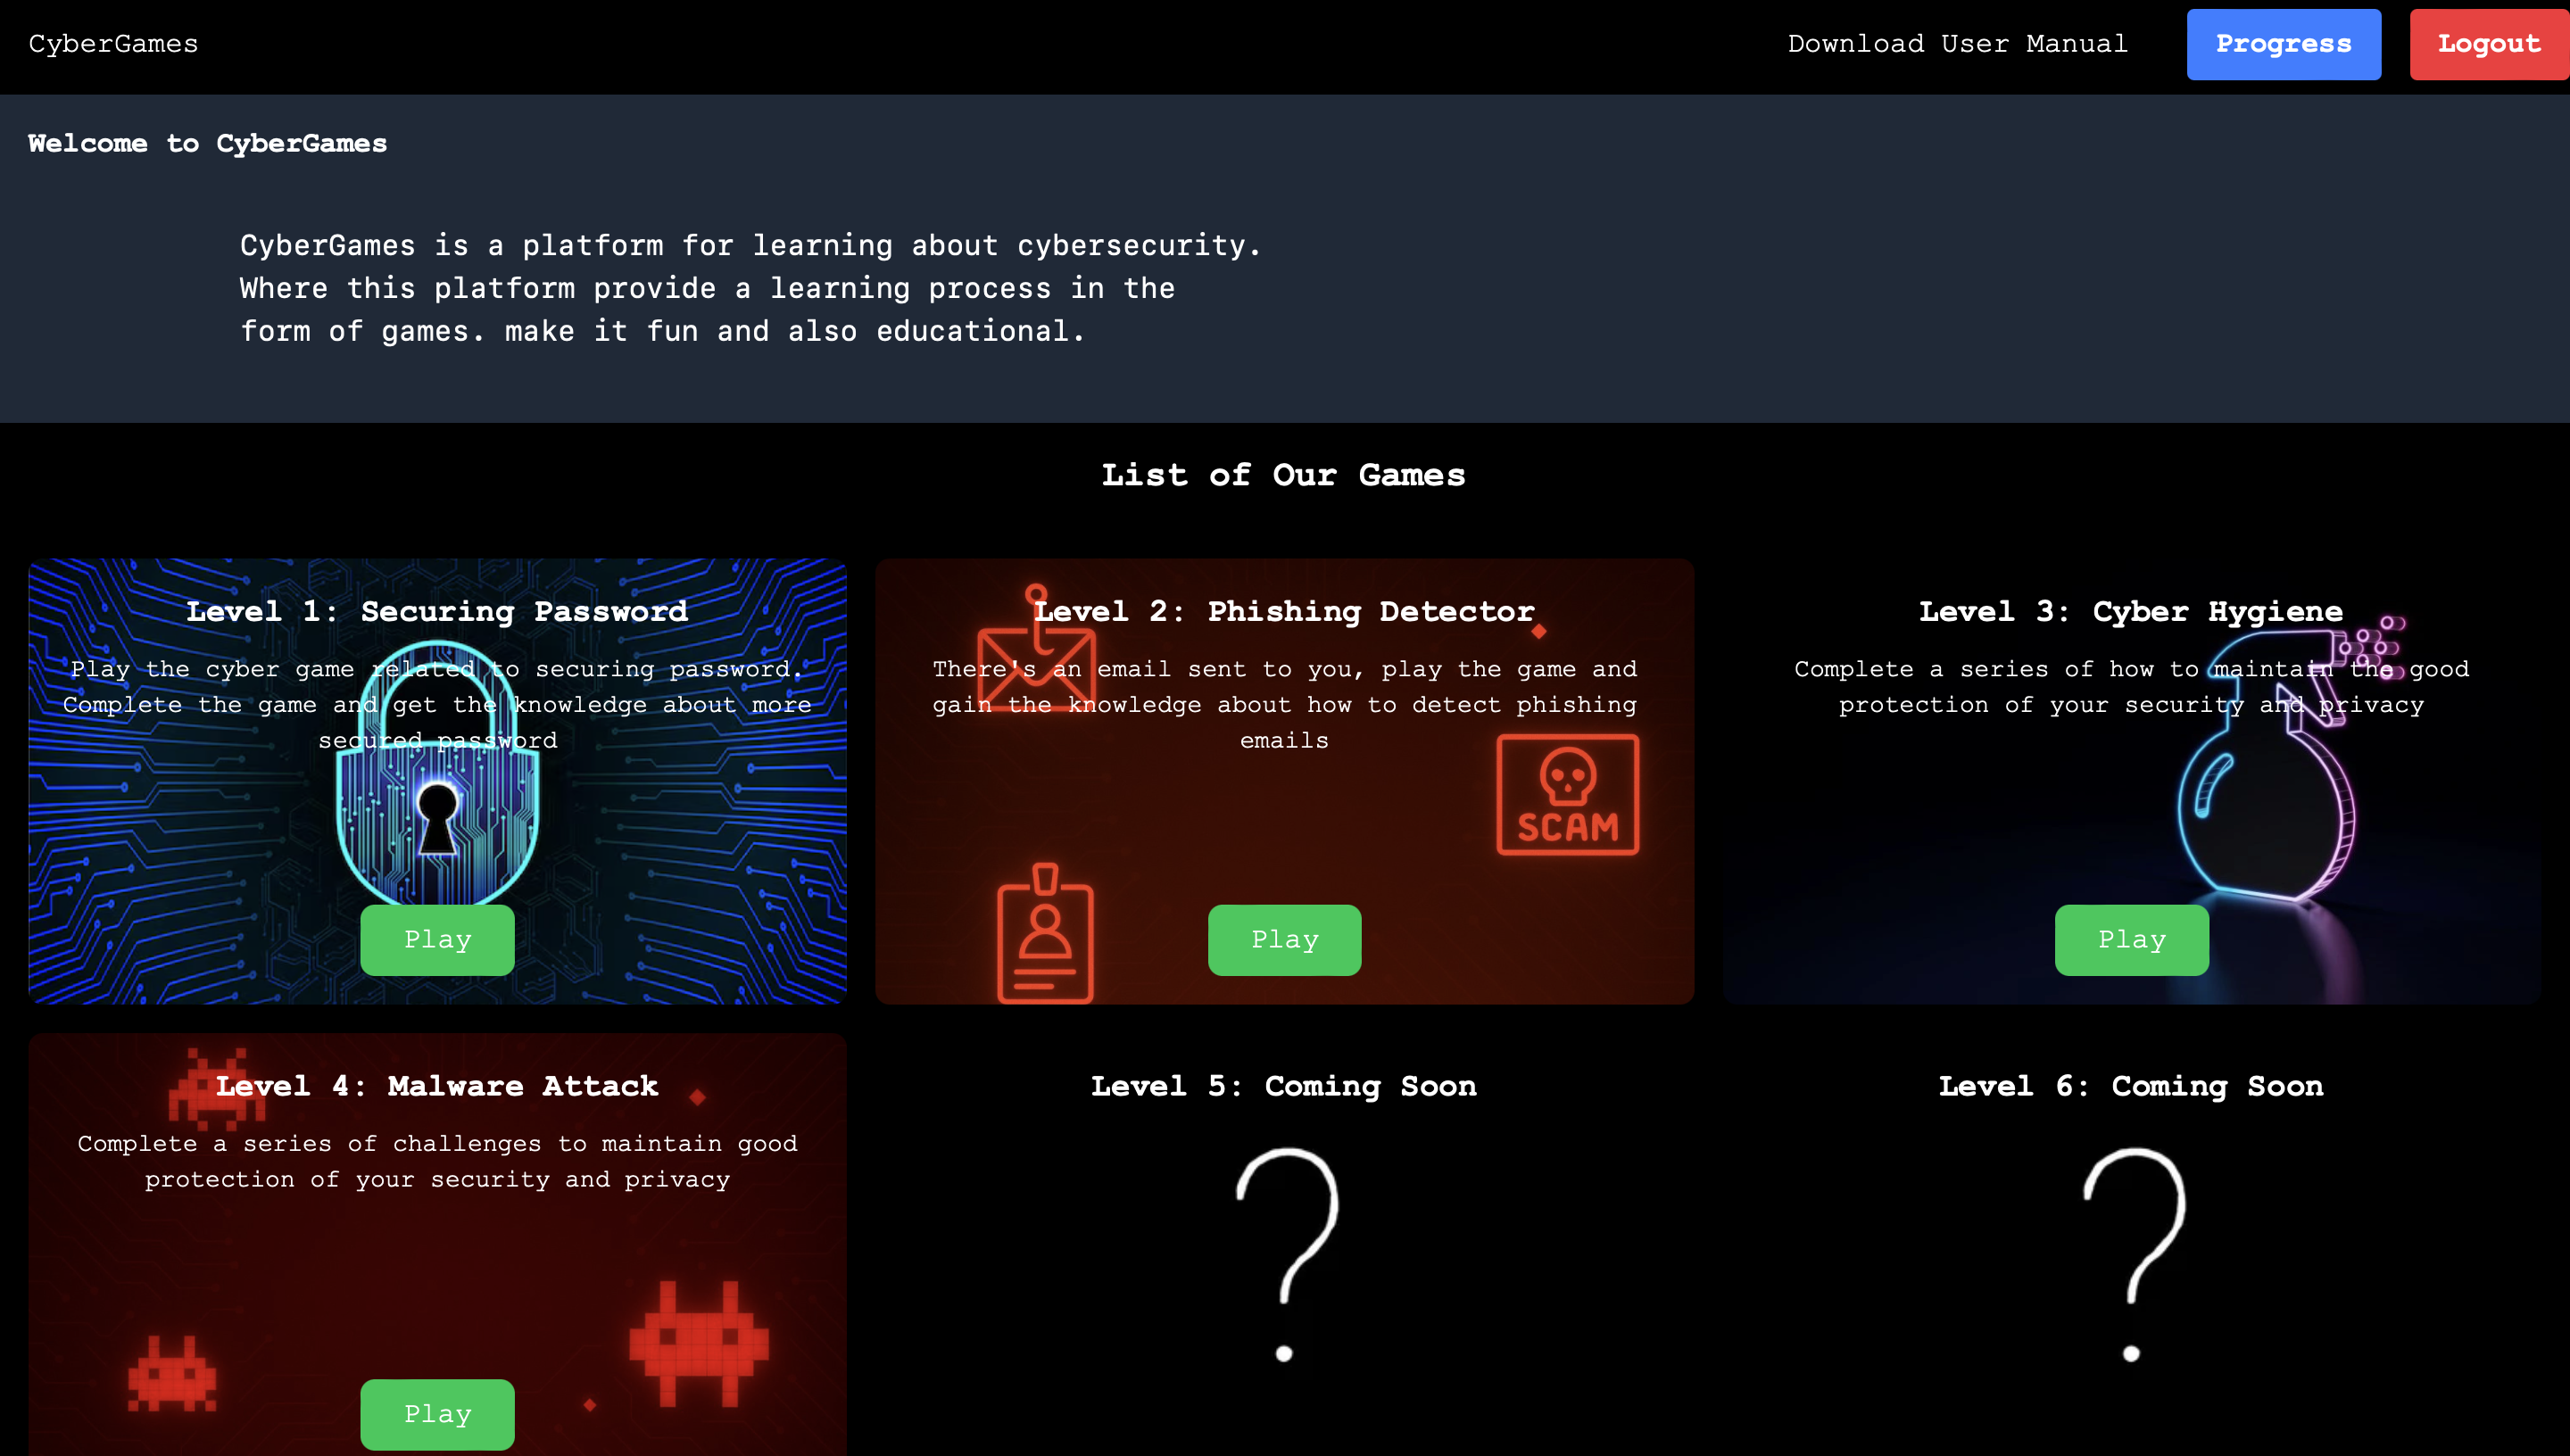 CyberGames
Download User Manual
Progress
Logout
Welcome to CyberGames
CyberGames is a platform for learning about cybersecurity.
Where this platform provide a learning process in the
form of games. make it fun and also educational.
List of Our Games
Level 1: Securing Password
Play the cyber game related to securing password.
Complete the game and get the knowledge about more
secured password
Play
Level 2: Phishing Detector
There's an email sent to you, play the game and
gain the knowledge about how to detect phishing
emails
SCAM
Play
Level 3: Cyber Hygiene
Complete a series of how to maintain the good
protection of your security and privacy
Play
Level 4: Malware Attack
Complete a series of challenges to maintain good
protection of your security and privacy
Play
Level 5: Coming Soon
?
Level 6: Coming Soon
?